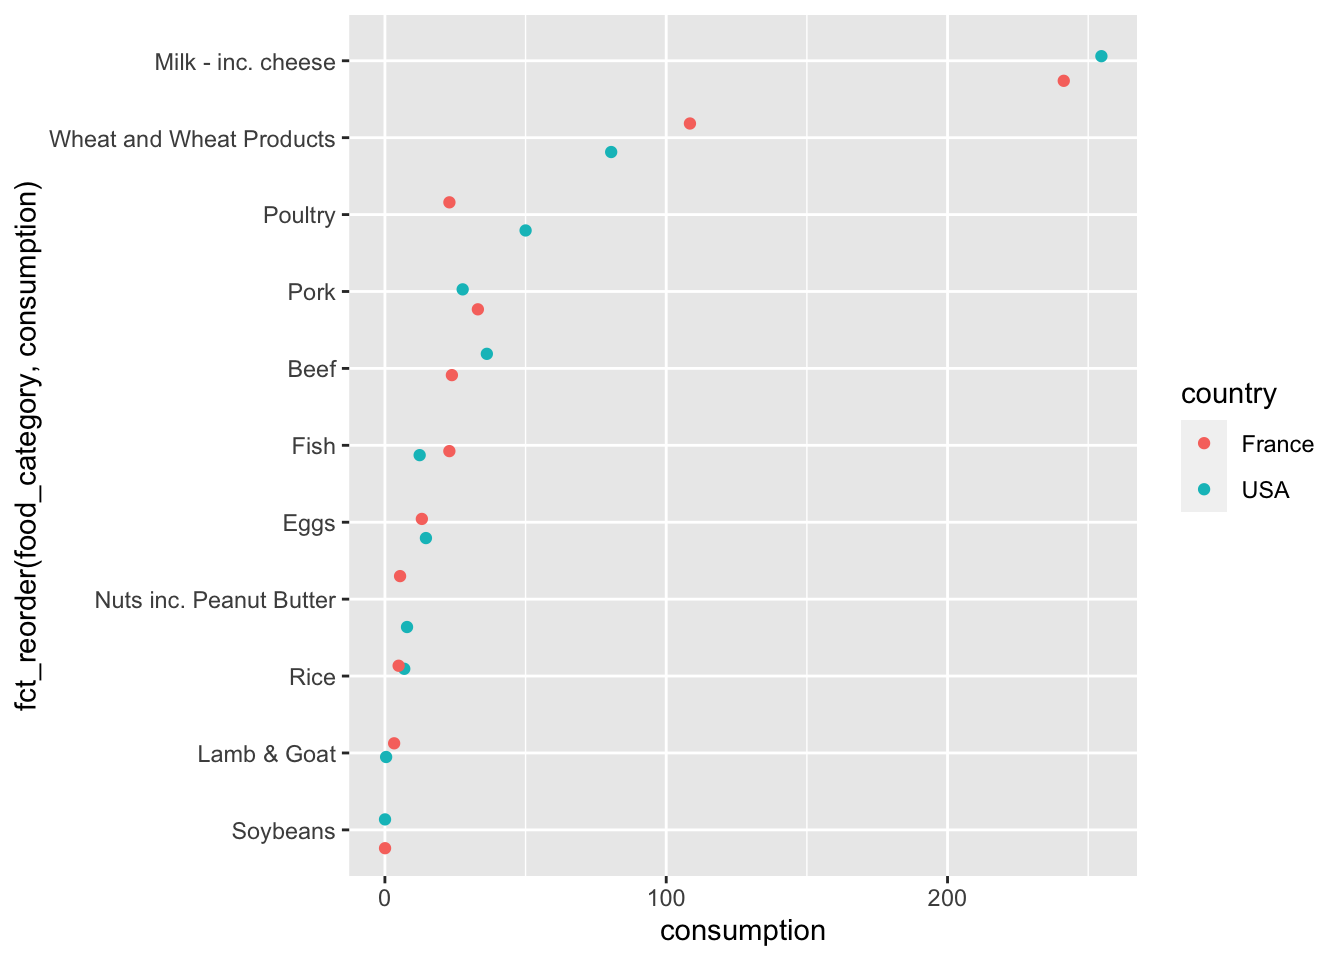 fct_reorder(food_category, consumption)
Milk - inc. cheese
Wheat and Wheat Products
Poultry
Pork
Beef
Fish
Eggs
Nuts inc. Peanut Butter
Rice
Lamb & Goat
Soybeans
0 100 200
consumption
country
France
USA